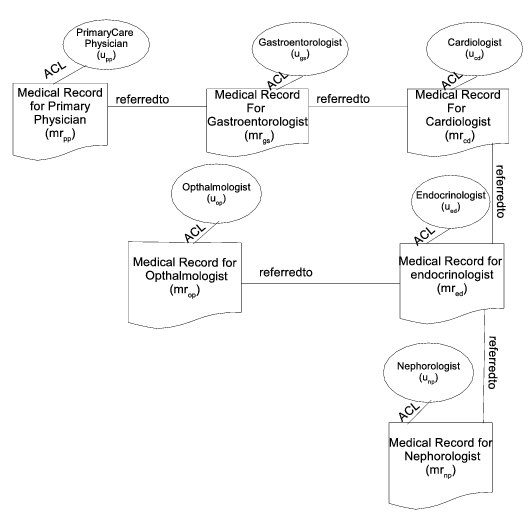 PrimaryCare
Physician
(u_pp)
ACL
Medical Record
for Primary
Physician
(mr_pp)
referredto
Gastroentorologist
(u_gs)
ACL
Medical Record
For
Gastroentorologist
(mr_gs)
referredto
Cardiologist
(u_cd)
ACL
Medical Record
For
Cardiologist
(mr_cd)
referredto
Opthalmologist
(u_op)
ACL
Medical Record for
Opthalmologist
(mr_op)
referredto
Endocrinologist
(u_ed)
ACL
Medical Record for
endocrinologist
(mr_ed)
referredto
Nephorologist
(u_np)
ACL
Medical Record for
Nephorologist
(mr_np)